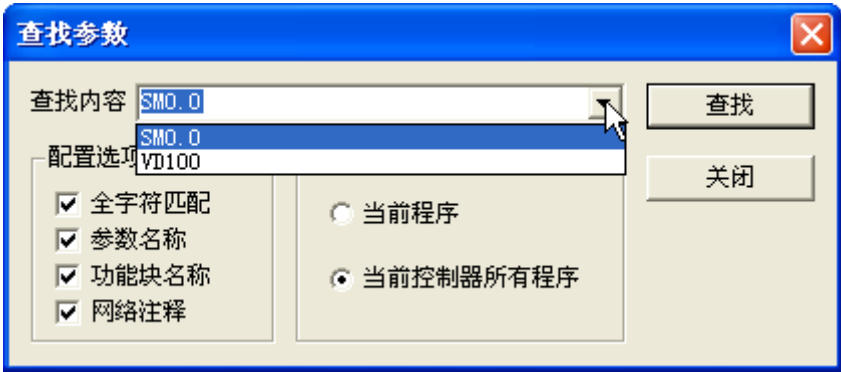 查找参数
查找内容 SM0.0
查找
SM0.0
VD100
关闭
配置选项
全字符匹配
参数名称
功能块名称
网络注释
当前程序
当前控制器所有程序